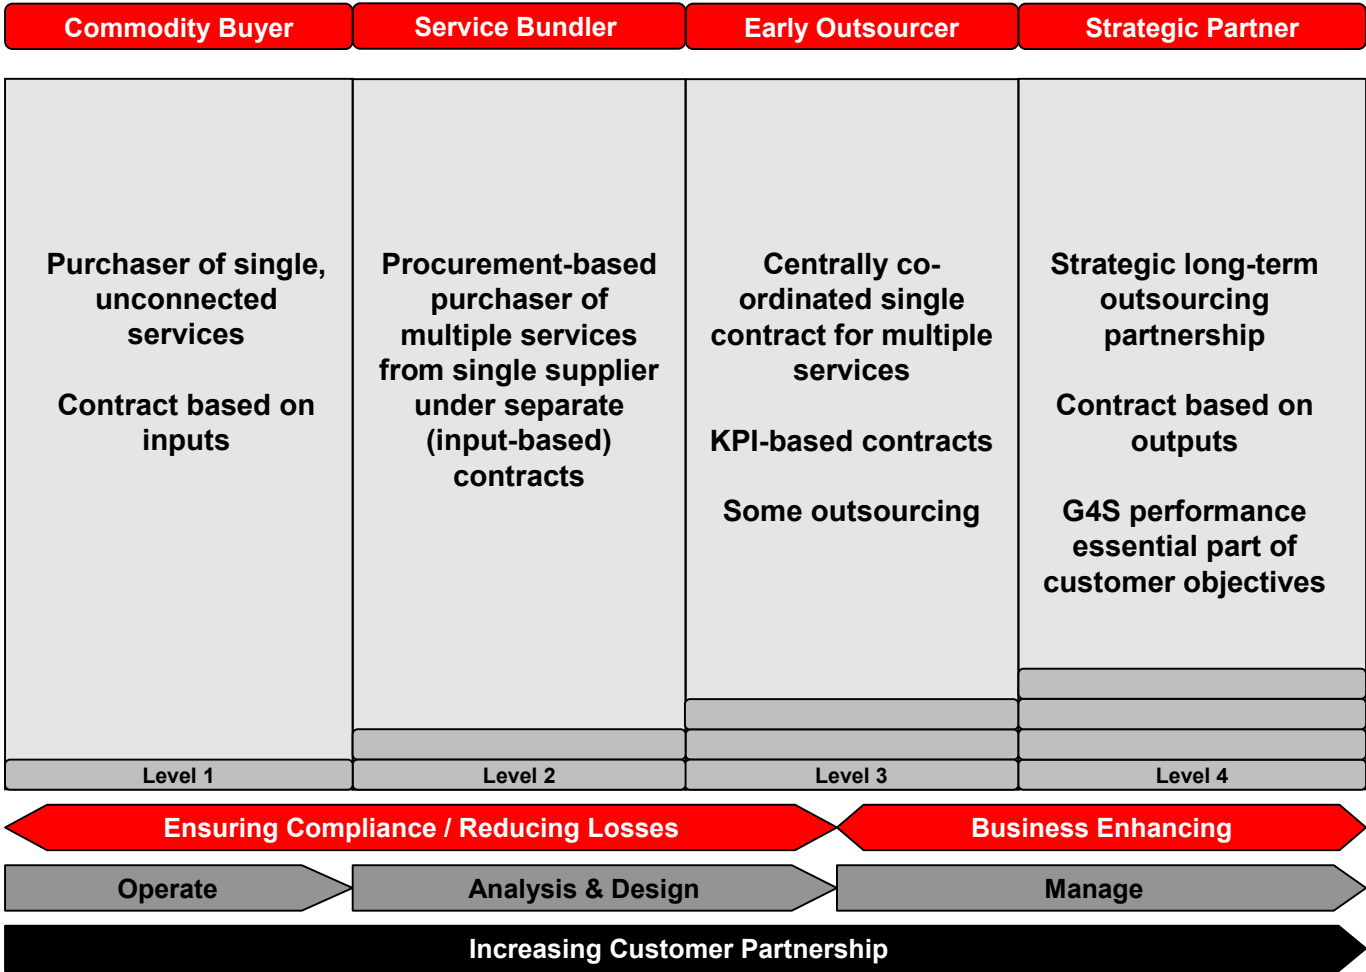 Commodity Buyer
Service Bundler
Early Outsourcer
Strategic Partner
Purchaser of single,
unconnected
services
Contract based on
inputs
Procurement-based
purchaser of
multiple services
from single supplier
under separate
(input-based)
contracts
Centrally co-
ordinated single
contract for multiple
services
KPI-based contracts
Some outsourcing
Strategic long-term
outsourcing
partnership
Contract based on
outputs
G4S performance
essential part of
customer objectives
Level 1
Level 2
Level 3
Level 4
Ensuring Compliance / Reducing Losses
Business Enhancing
Operate
Analysis & Design
Manage
Increasing Customer Partnership